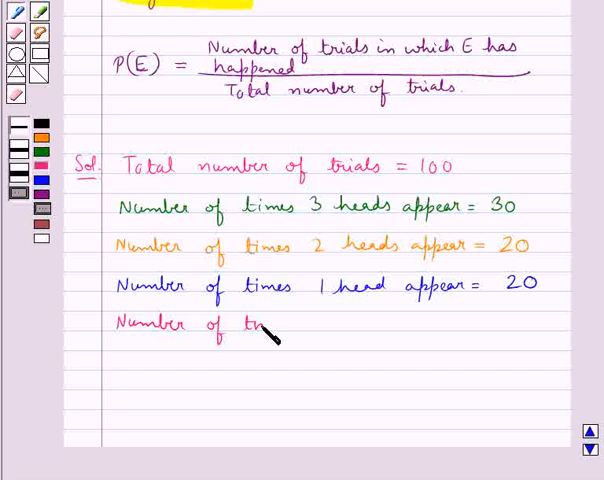 P(E) = Number of trials in which E has
happened
Total number of trials.
Sol. Total number of trials = 100
Number of times 3 heads appear = 30
Number of times 2 heads appear = 20
Number of times 1 head appear = 20
Number of